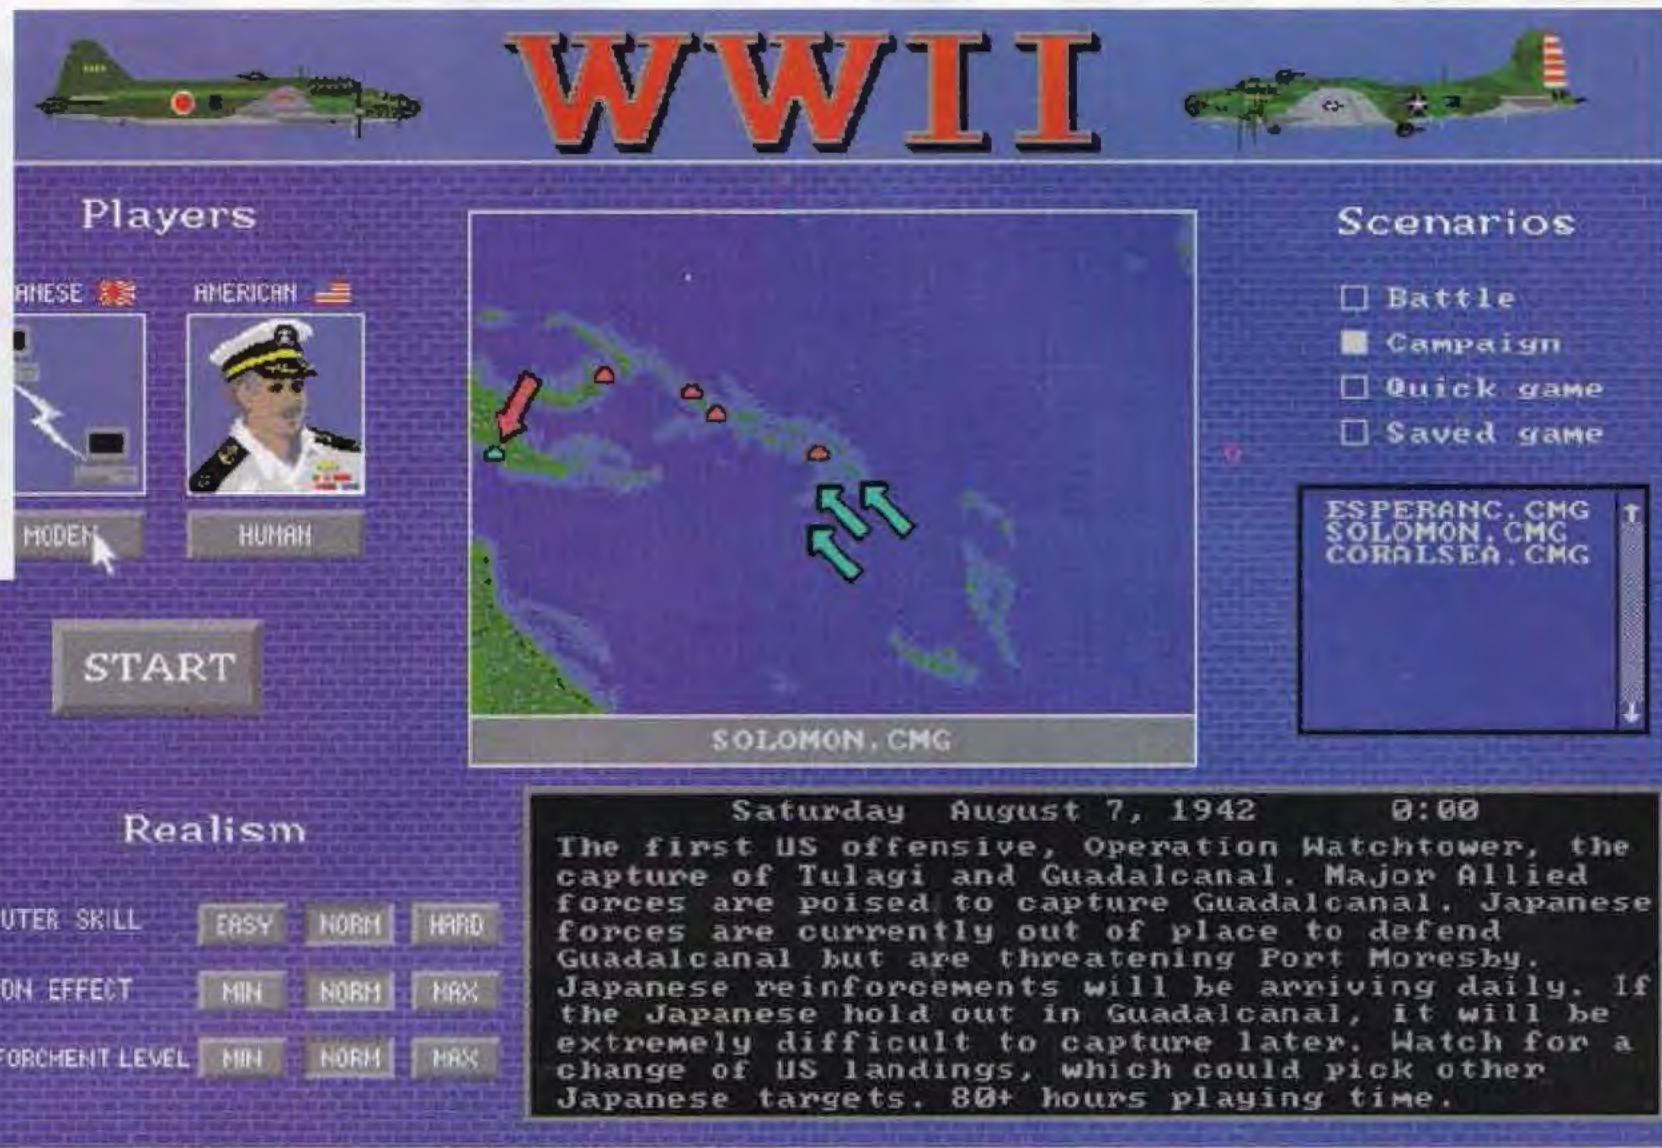 WWII
Players
ANESE
AMERICAN
MODEM
HUMAN
START
SOLOMON.CMG
Scenarios
Battle
Campaign
Quick game
Saved game
ESPERANC.CMG
SOLOMON.CMG
CORALSEA.CMG
Realism
UTER SKILL EASY NORM HARD
ON EFFECT MIN NORM MAX
FORCMENT LEVEL MIN NORM MAX
Saturday August 7, 1942 0:00
The first US offensive, Operation Watchtower, the
capture of Tulagi and Guadalcanal. Major Allied
forces are poised to capture Guadalcanal. Japanese
forces are currently out of place to defend
Guadalcanal but are threatening Port Moresby.
Japanese reinforcements will be arriving daily. If
the Japanese hold out in Guadalcanal, it will be
extremely difficult to capture later. Watch for a
change of US landings, which could pick other
Japanese targets. 80+ hours playing time.